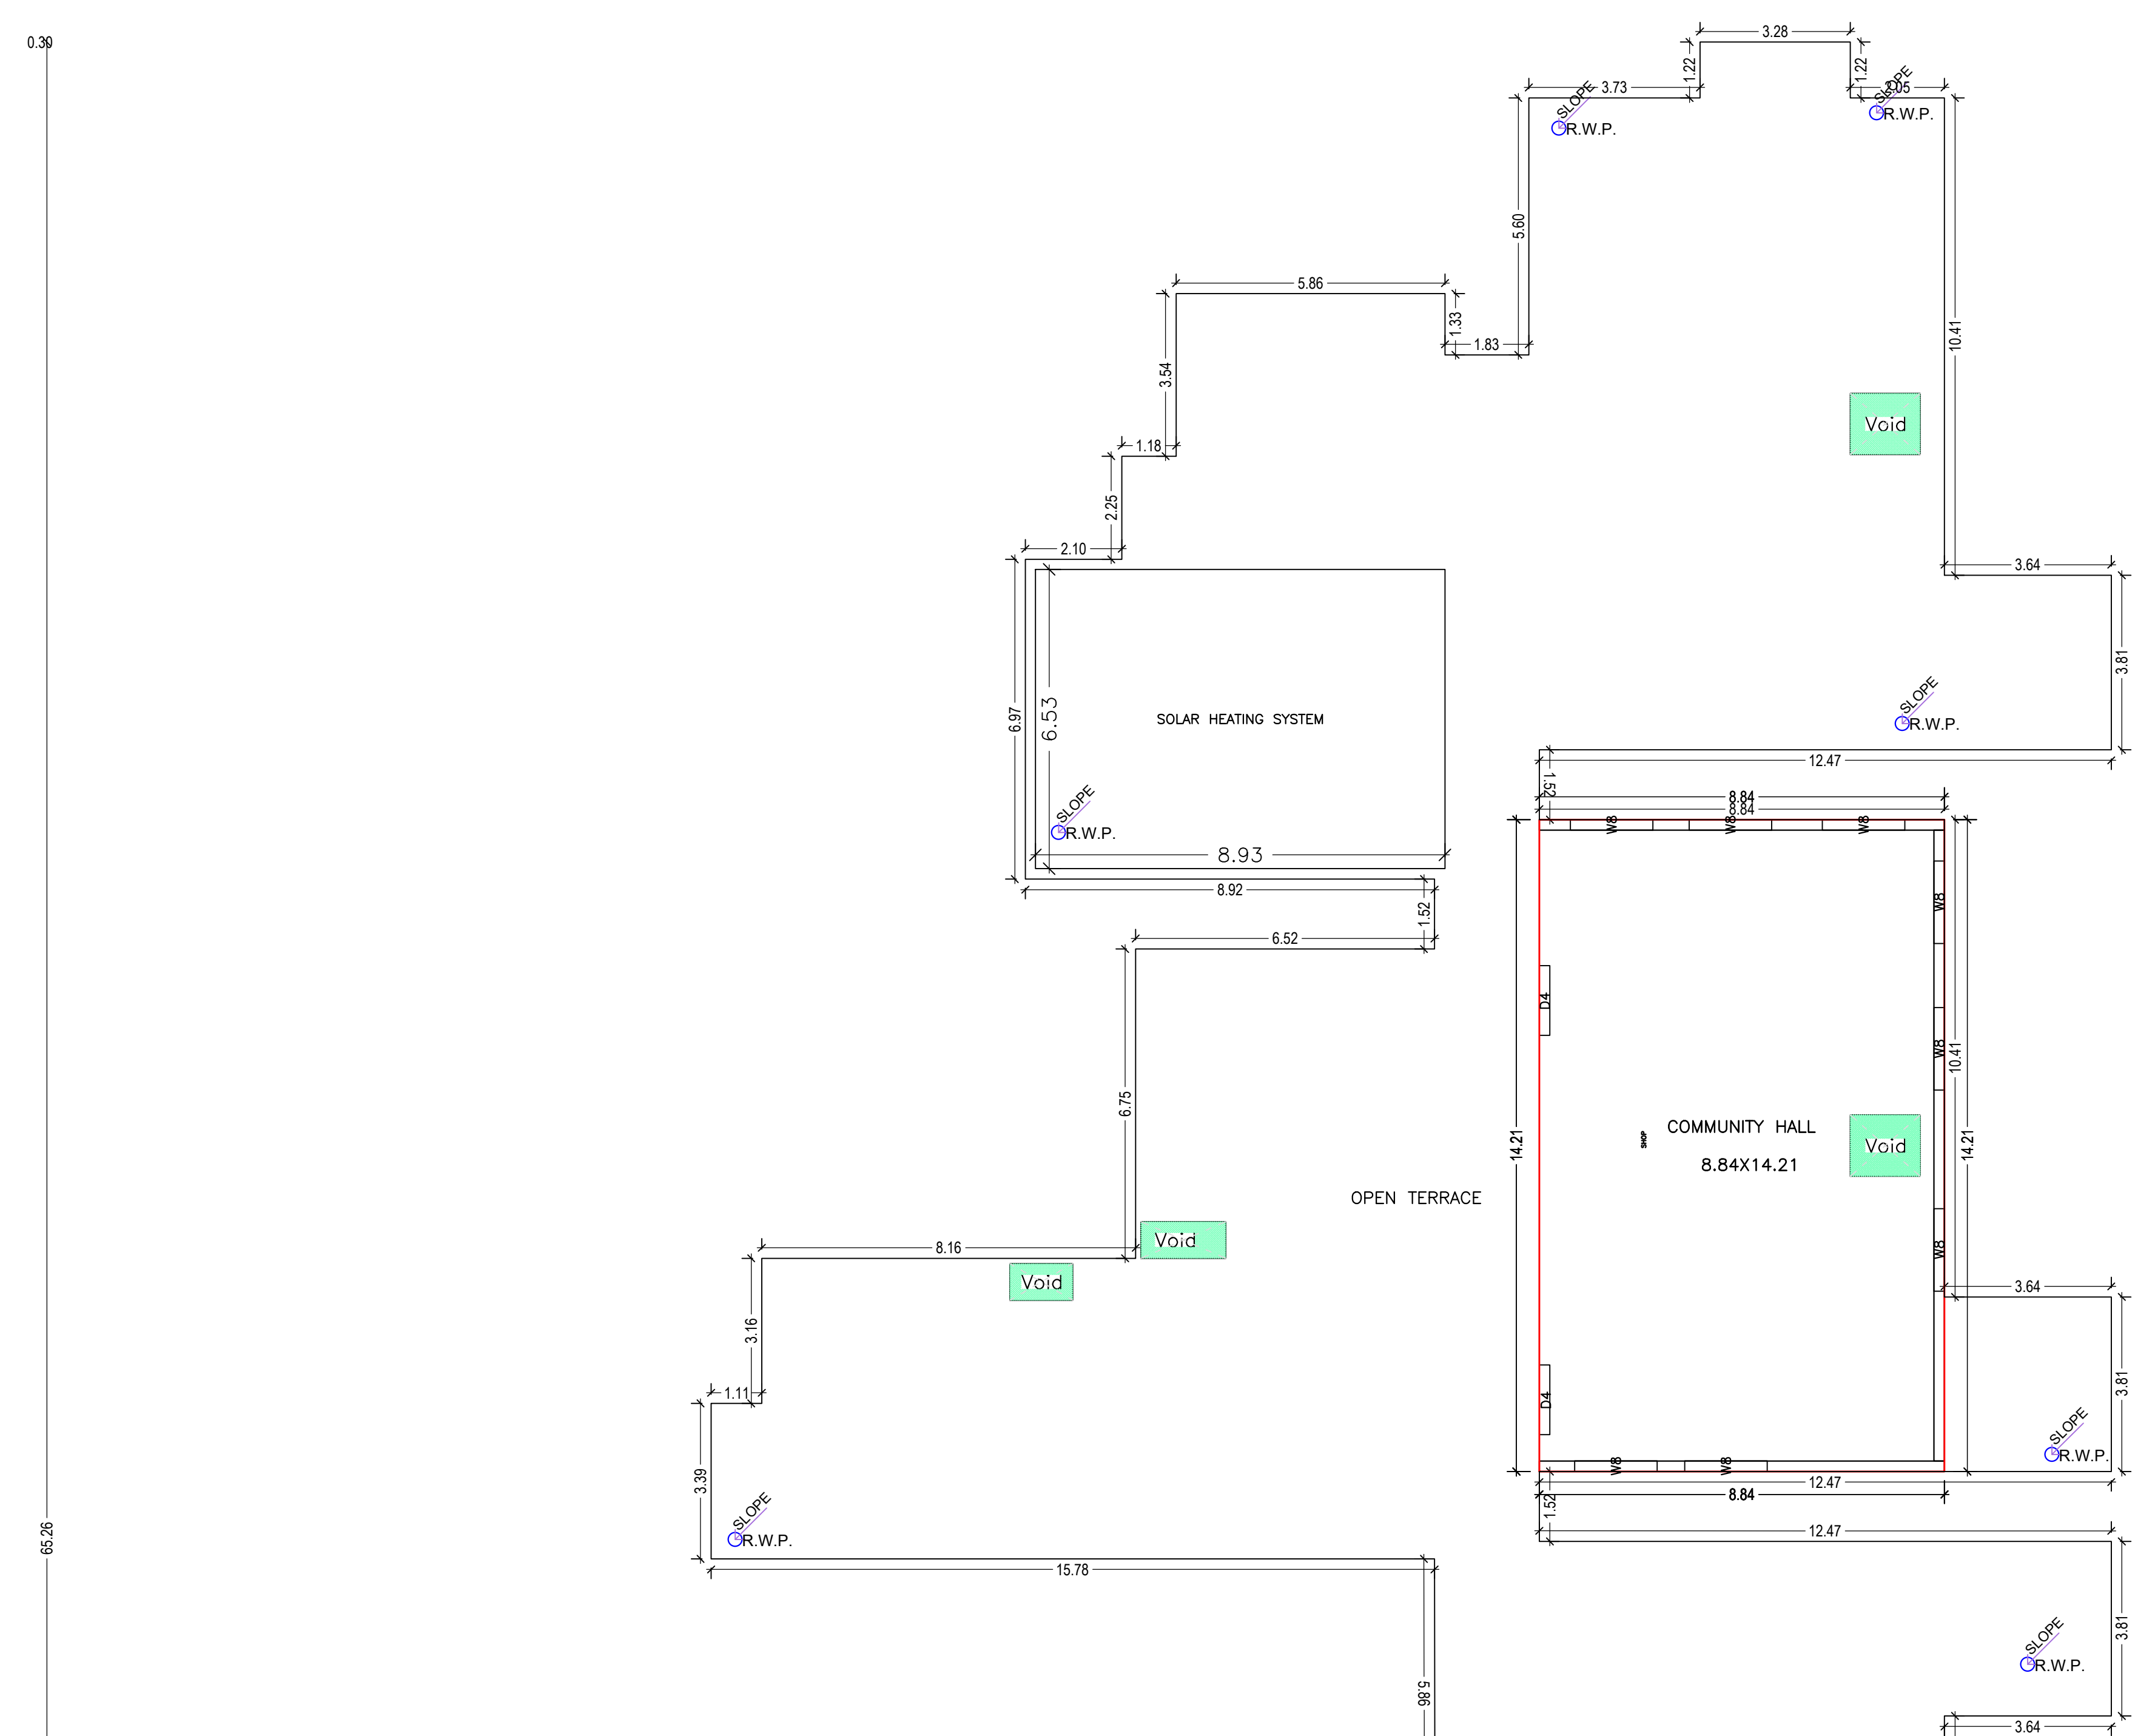 0.30
3.28
1.22
1.22
3.73
SLOPE
R.W.P.
SLOPE
R.W.P.
5.60
5.86
1.33
1.83
10.41
3.54
Void
1.18
2.25
2.10
3.64
6.97
6.53
SOLAR HEATING SYSTEM
3.81
SLOPE
R.W.P.
12.47
1.52
8.84
8.84
SLOPE
R.W.P.
8.93
8.92
W8
W8
W8
W8
1.52
6.52
D4
W8
10.41
6.75
COMMUNITY HALL
SHOP
Void
14.21
14.21
8.84X14.21
OPEN TERRACE
Void
8.16
W8
Void
3.64
3.16
1.11
D4
3.81
SLOPE
R.W.P.
W8
W8
3.39
12.47
8.84
1.52
SLOPE
R.W.P.
65.26
12.47
15.78
3.81
SLOPE
R.W.P.
5.86
3.64